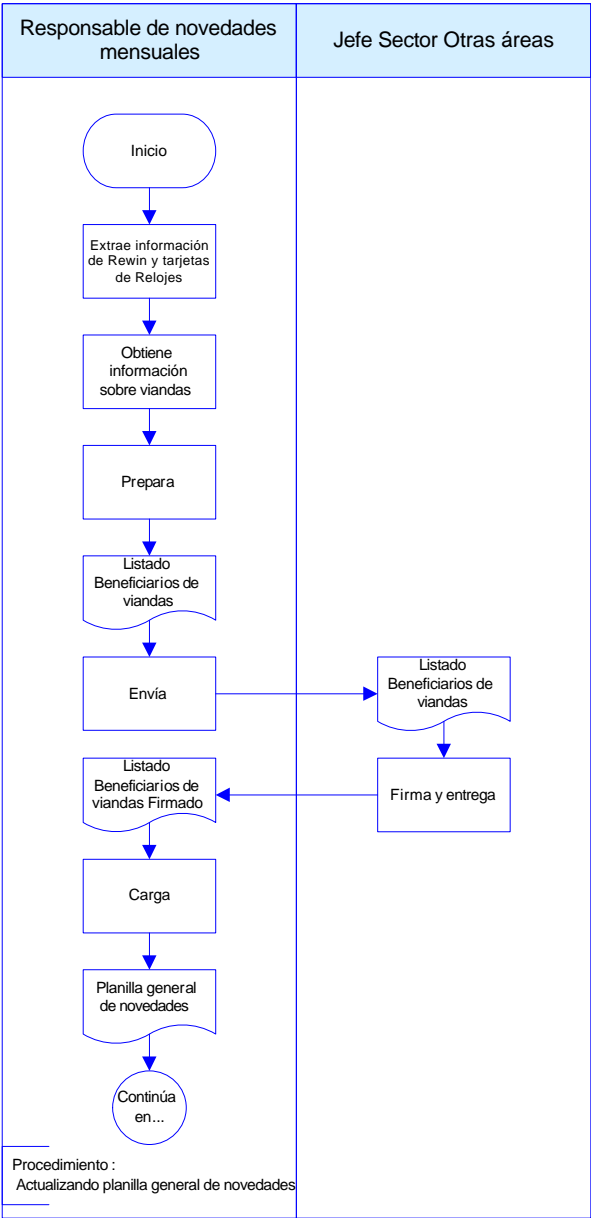 Responsable de novedades
mensuales
Jefe Sector Otras áreas
Inicio
Extrae información
de Rewin y tarjetas
de Relojes
Obtiene
información
sobre viandas
Prepara
Listado
Beneficiarios de
viandas
Envía
Listado
Beneficiarios de
viandas
Listado
Beneficiarios de
viandas Firmado
Firma y entrega
Carga
Planilla general
de novedades
Continúa
en...
Procedimiento :
Actualizando planilla general de novedades